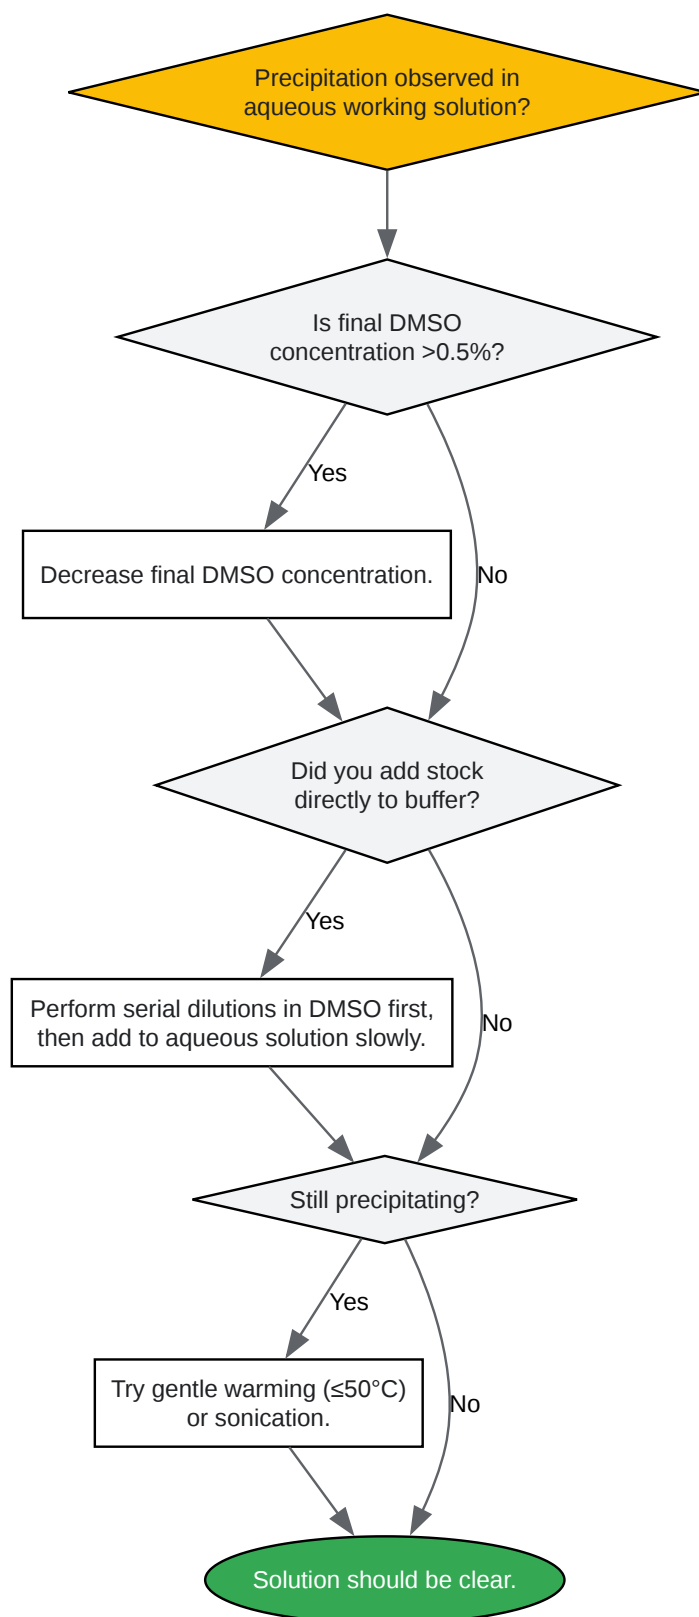 Precipitation observed in
aqueous working solution?
Is final DMSO
concentration >0.5%?
Yes
Decrease final DMSO concentration.
No
Did you add stock
directly to buffer?
Yes
Perform serial dilutions in DMSO first,
then add to aqueous solution slowly.
No
Still precipitating?
Yes
Try gentle warming (≤50°C)
or sonication.
No
Solution should be clear.